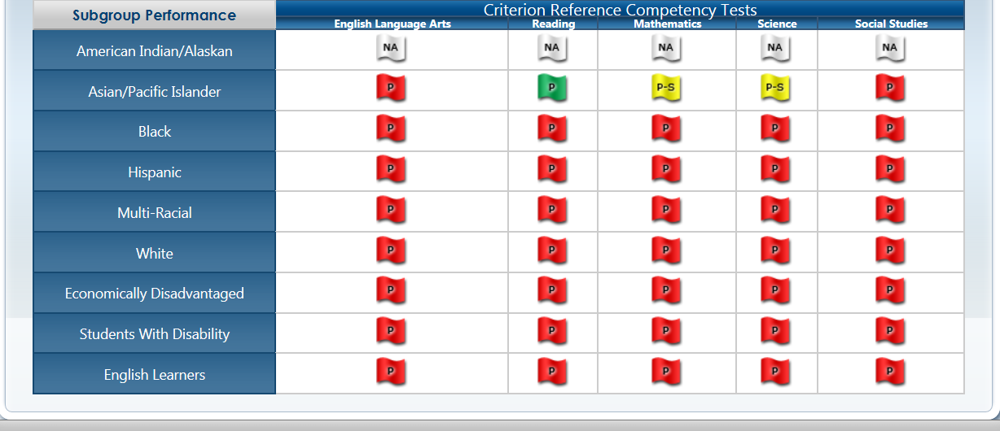 Subgroup Performance
Criterion Reference Competency Tests
English Language Arts Reading Mathematics Science Social Studies
American Indian/Alaskan NA NA NA NA NA
Asian/Pacific Islander P P P-S P-S P
Black P P P P P
Hispanic P P P P P
Multi-Racial P P P P P
White P P P P P
Economically Disadvantaged P P P P P
Students With Disability P P P P P
English Learners P P P P P